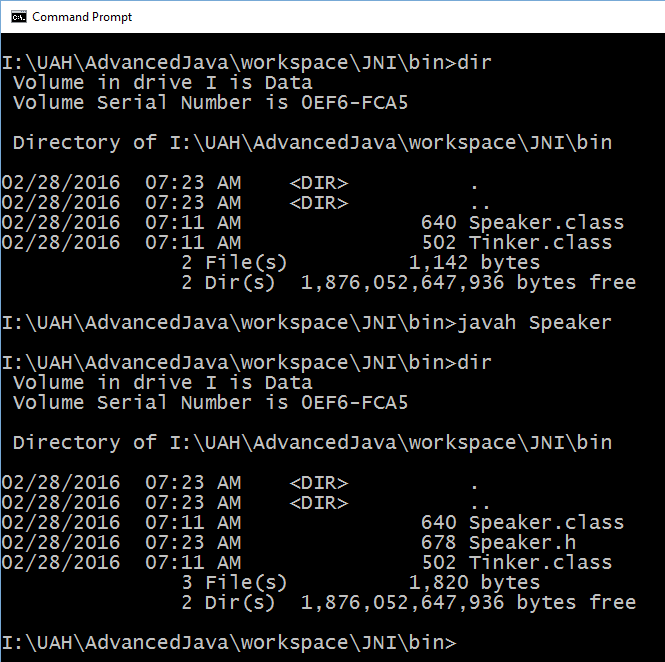 Command Prompt
I:\UAH\AdvancedJava\workspace\JNI\bin>dir
 Volume in drive I is Data
 Volume Serial Number is 0EF6-FCA5

 Directory of I:\UAH\AdvancedJava\workspace\JNI\bin

02/28/2016  07:23 AM    <DIR>          .
02/28/2016  07:23 AM    <DIR>          ..
02/28/2016  07:11 AM               640 Speaker.class
02/28/2016  07:11 AM               502 Tinker.class
               2 File(s)          1,142 bytes
               2 Dir(s)  1,876,052,647,936 bytes free

I:\UAH\AdvancedJava\workspace\JNI\bin>javah Speaker

I:\UAH\AdvancedJava\workspace\JNI\bin>dir
 Volume in drive I is Data
 Volume Serial Number is 0EF6-FCA5

 Directory of I:\UAH\AdvancedJava\workspace\JNI\bin

02/28/2016  07:23 AM    <DIR>          .
02/28/2016  07:23 AM    <DIR>          ..
02/28/2016  07:11 AM               640 Speaker.class
02/28/2016  07:23 AM               678 Speaker.h
02/28/2016  07:11 AM               502 Tinker.class
               3 File(s)          1,820 bytes
               2 Dir(s)  1,876,052,647,936 bytes free

I:\UAH\AdvancedJava\workspace\JNI\bin>